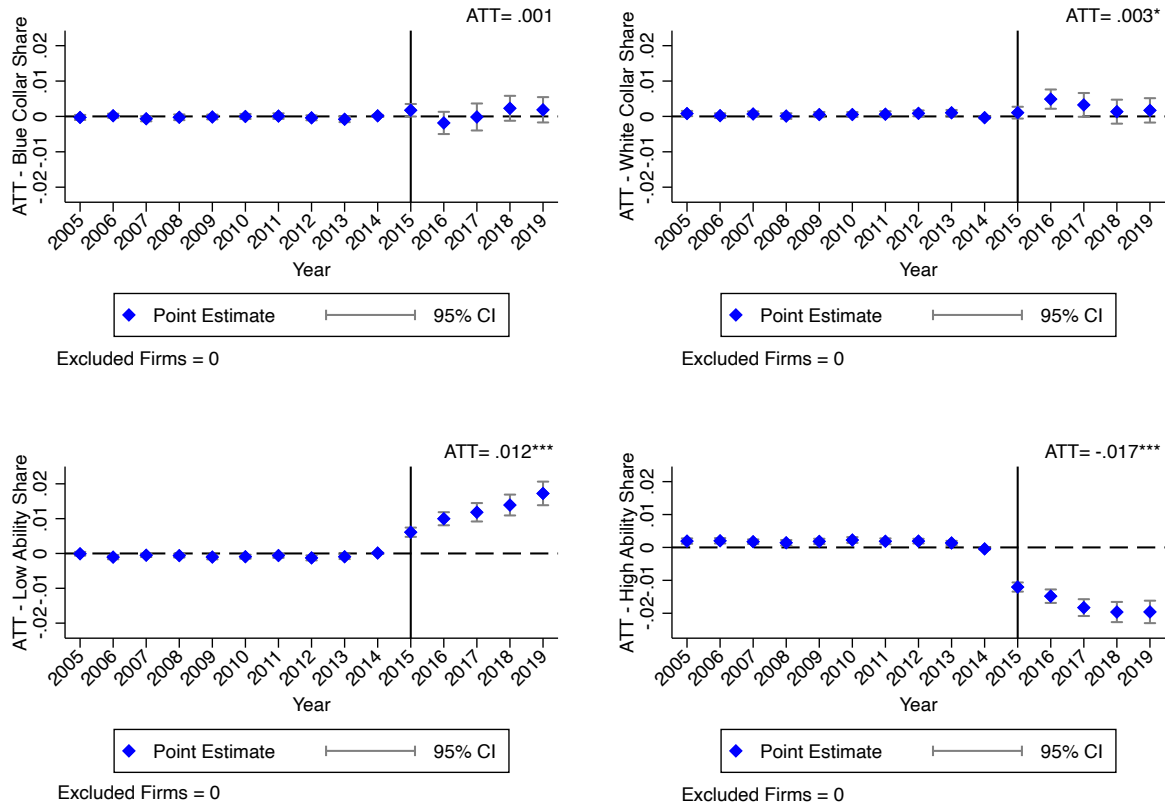 ATT= .001
ATT - Blue Collar Share
.02
.01
0
-.01
-.02
2005 2006 2007 2008 2009 2010 2011 2012 2013 2014 2015 2016 2017 2018 2019
Year
Point Estimate 95% CI
Excluded Firms = 0
ATT= .003*
ATT - White Collar Share
.02
.01
0
-.01
-.02
2005 2006 2007 2008 2009 2010 2011 2012 2013 2014 2015 2016 2017 2018 2019
Year
Point Estimate 95% CI
Excluded Firms = 0
ATT= .012***
ATT - Low Ability Share
.02
.01
0
-.01
-.02
2005 2006 2007 2008 2009 2010 2011 2012 2013 2014 2015 2016 2017 2018 2019
Year
Point Estimate 95% CI
Excluded Firms = 0
ATT= -.017***
ATT - High Ability Share
.02
.01
0
-.01
-.02
2005 2006 2007 2008 2009 2010 2011 2012 2013 2014 2015 2016 2017 2018 2019
Year
Point Estimate 95% CI
Excluded Firms = 0